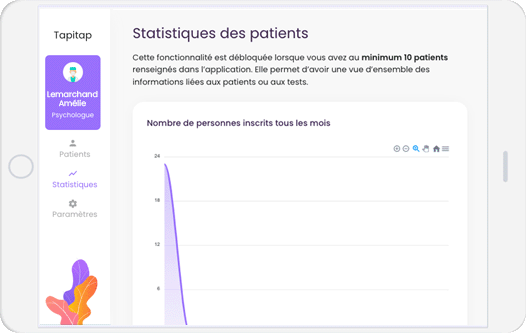 Tapitap
Lemarchand
Amélie
Psychologue
Patients
Statistiques
Paramètres
Statistiques des patients
Cette fonctionnalité est débloquée lorsque vous avez au minimum 10 patients
renseignés dans l'application. Elle permet d'avoir une vue d'ensemble des
informations liées aux patients ou aux tests.
Nombre de personnes inscrits tous les mois
24
18
12
6